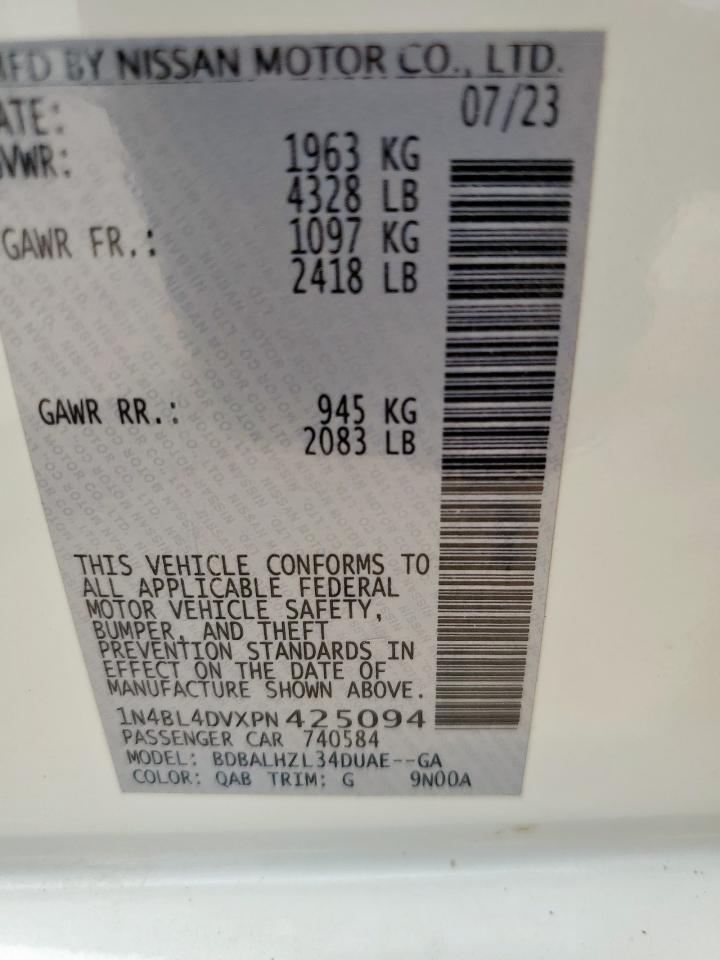 MFD BY NISSAN MOTOR CO., LTD.
ATE: 07/23
GVWR: 1963 KG
4328 LB
GAWR FR.: 1097 KG
2418 LB
GAWR RR.: 945 KG
2083 LB
THIS VEHICLE CONFORMS TO
ALL APPLICABLE FEDERAL
MOTOR VEHICLE SAFETY,
BUMPER, AND THEFT
PREVENTION STANDARDS IN
EFFECT ON THE DATE OF
MANUFACTURE SHOWN ABOVE.
1N4BL4DVXPN425094
PASSENGER CAR 740584
MODEL: BDBALHZL34DUAE--GA
COLOR: QAB TRIM: G 9N00A